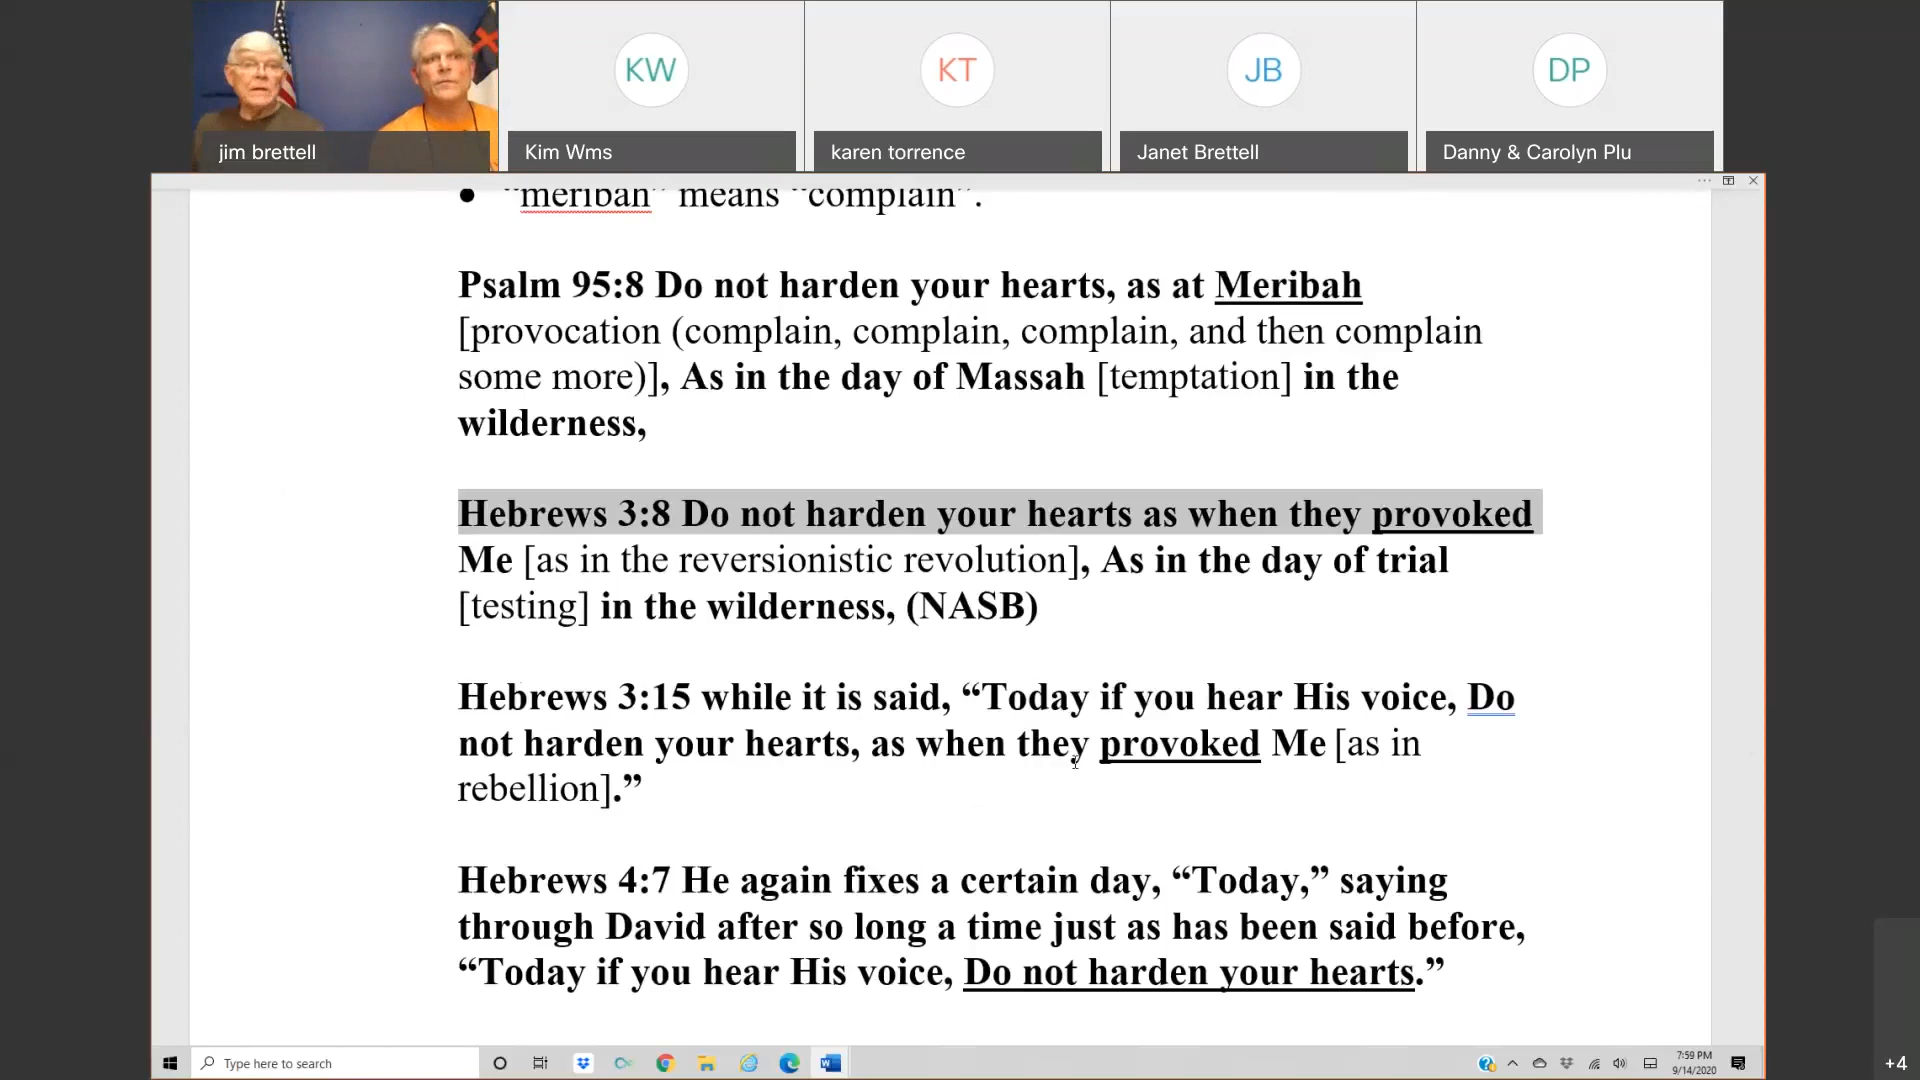 KW
KT
JB
DP
jim brettell
Kim Wms
karen torrence
Janet Brettell
Danny & Carolyn Plu
• “meribah” means “complain”.
Psalm 95:8 Do not harden your hearts, as at Meribah
[provocation (complain, complain, complain, and then complain
some more)], As in the day of Massah [temptation] in the
wilderness,
Hebrews 3:8 Do not harden your hearts as when they provoked
Me [as in the reversionistic revolution], As in the day of trial
[testing] in the wilderness, (NASB)
Hebrews 3:15 while it is said, “Today if you hear His voice, Do
not harden your hearts, as when they provoked Me [as in
rebellion].”
Hebrews 4:7 He again fixes a certain day, “Today,” saying
through David after so long a time just as has been said before,
“Today if you hear His voice, Do not harden your hearts.”
Type here to search
7:59 PM
9/14/2020
+4